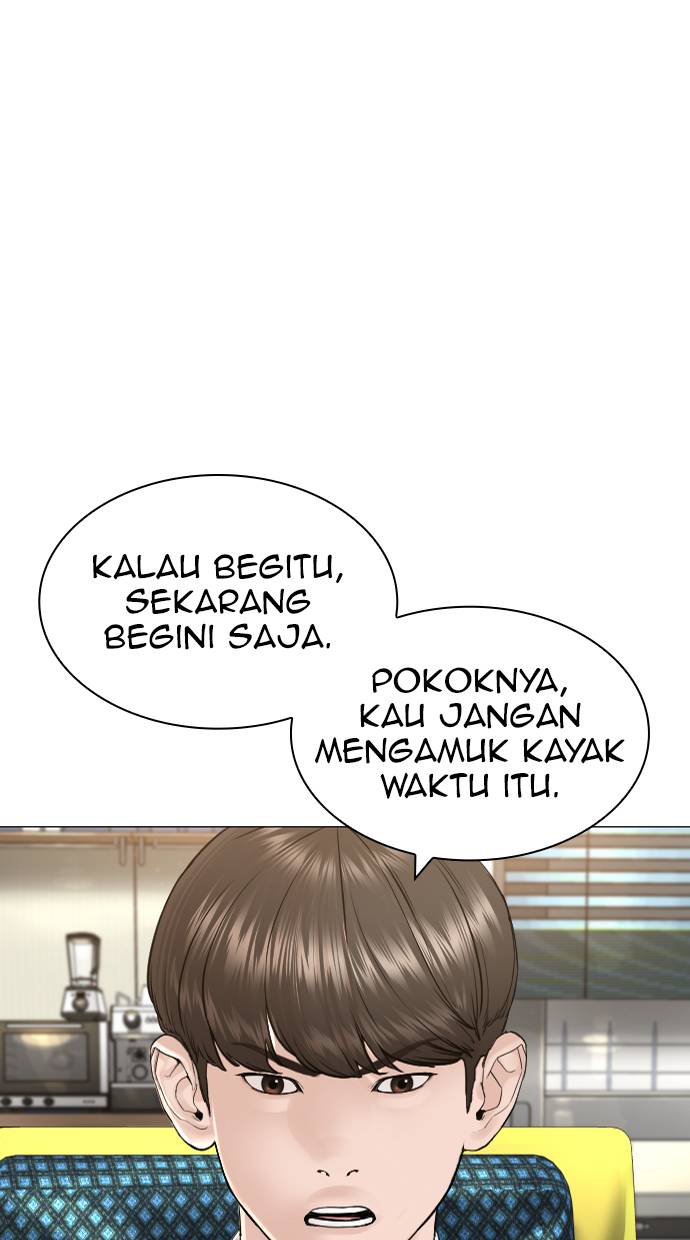 KALAU BEGITU,
SEKARANG
BEGINI SAJA.
POKOKNYA,
KAU JANGAN
MENGAMUK KAYAK
WAKTU ITU.